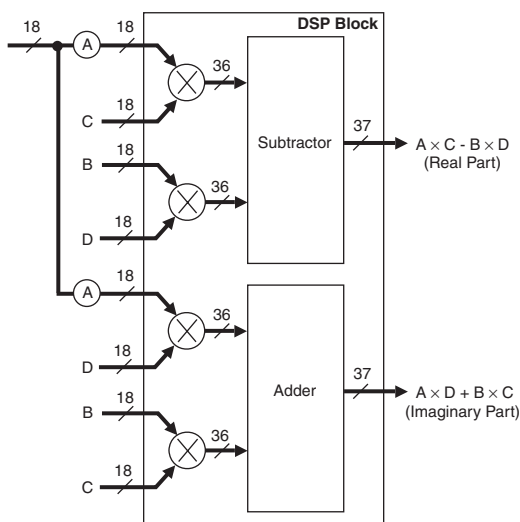 DSP Block
18
A
18
36
C
18
Subtractor
37
A × C - B × D
(Real Part)
B
18
36
D
18
A
18
36
D
18
Adder
37
A × D + B × C
(Imaginary Part)
B
18
36
C
18